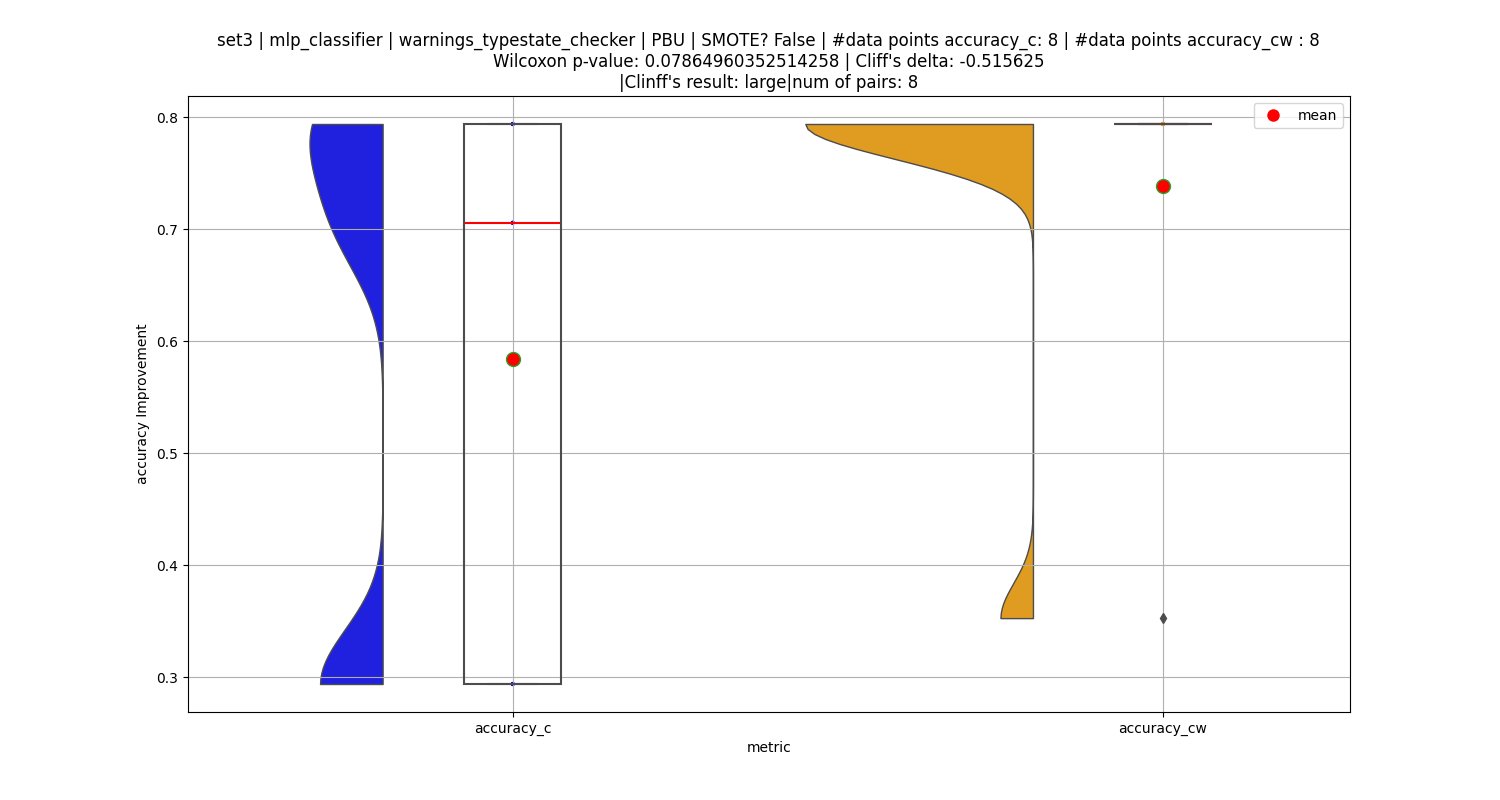 set3 | mlp_classifier | warnings_typestate_checker | PBU | SMOTE? False | #data points accuracy_c: 8 | #data points accuracy_cw : 8
Wilcoxon p-value: 0.07864960352514258 | Cliff's delta: -0.515625
|Clinff's result: large|num of pairs: 8
mean
0.8
0.7
0.6
0.5
0.4
0.3
accuracy Improvement
accuracy_c
accuracy_cw
metric